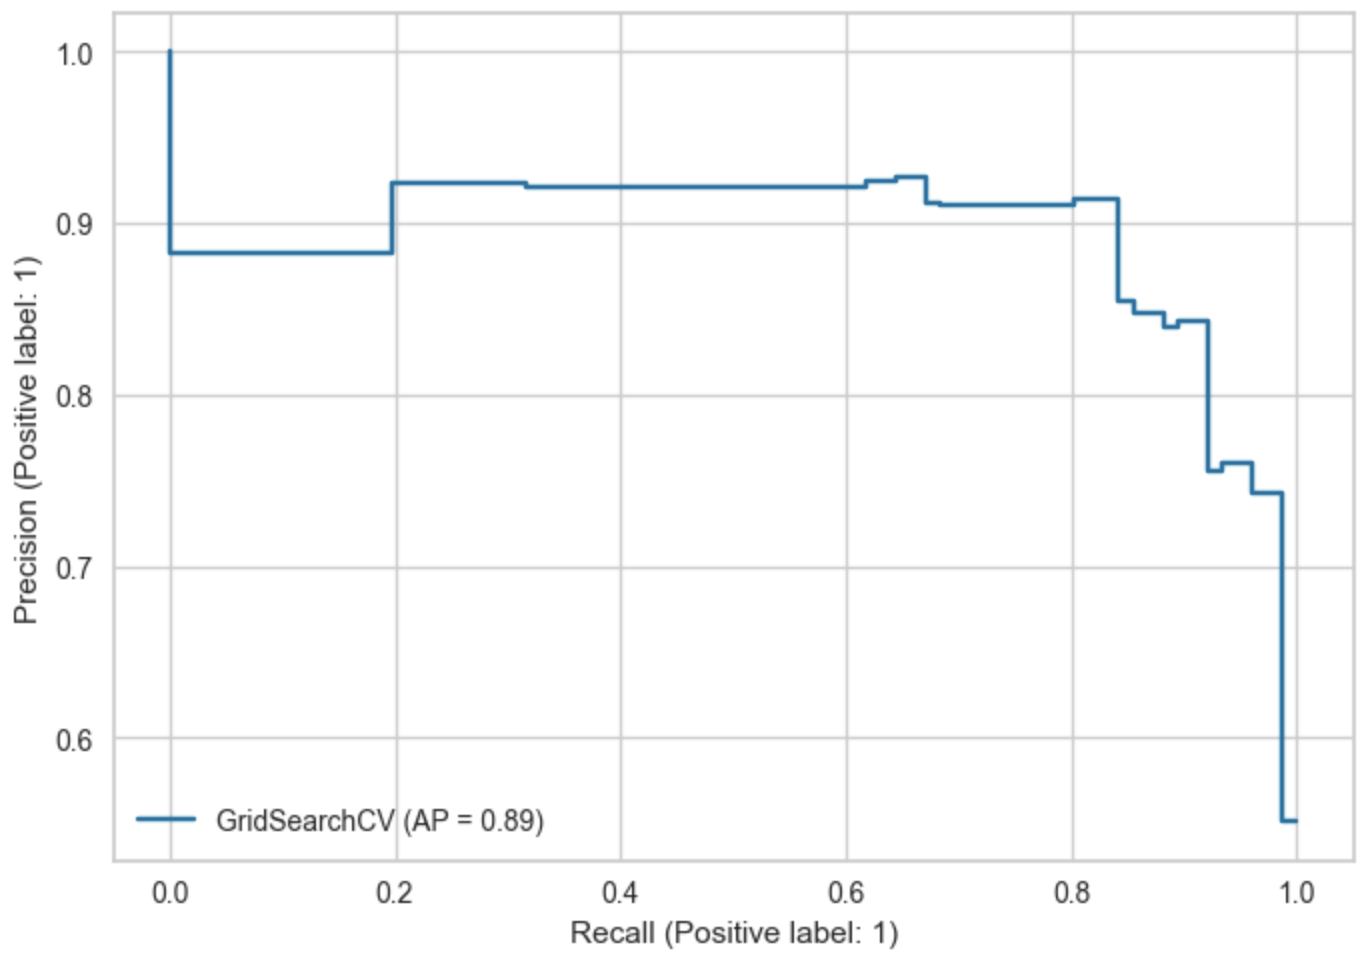 Precision (Positive label: 1)
1.0
0.9
0.8
0.7
0.6
GridSearchCV (AP = 0.89)
0.0 0.2 0.4 0.6 0.8 1.0
Recall (Positive label: 1)